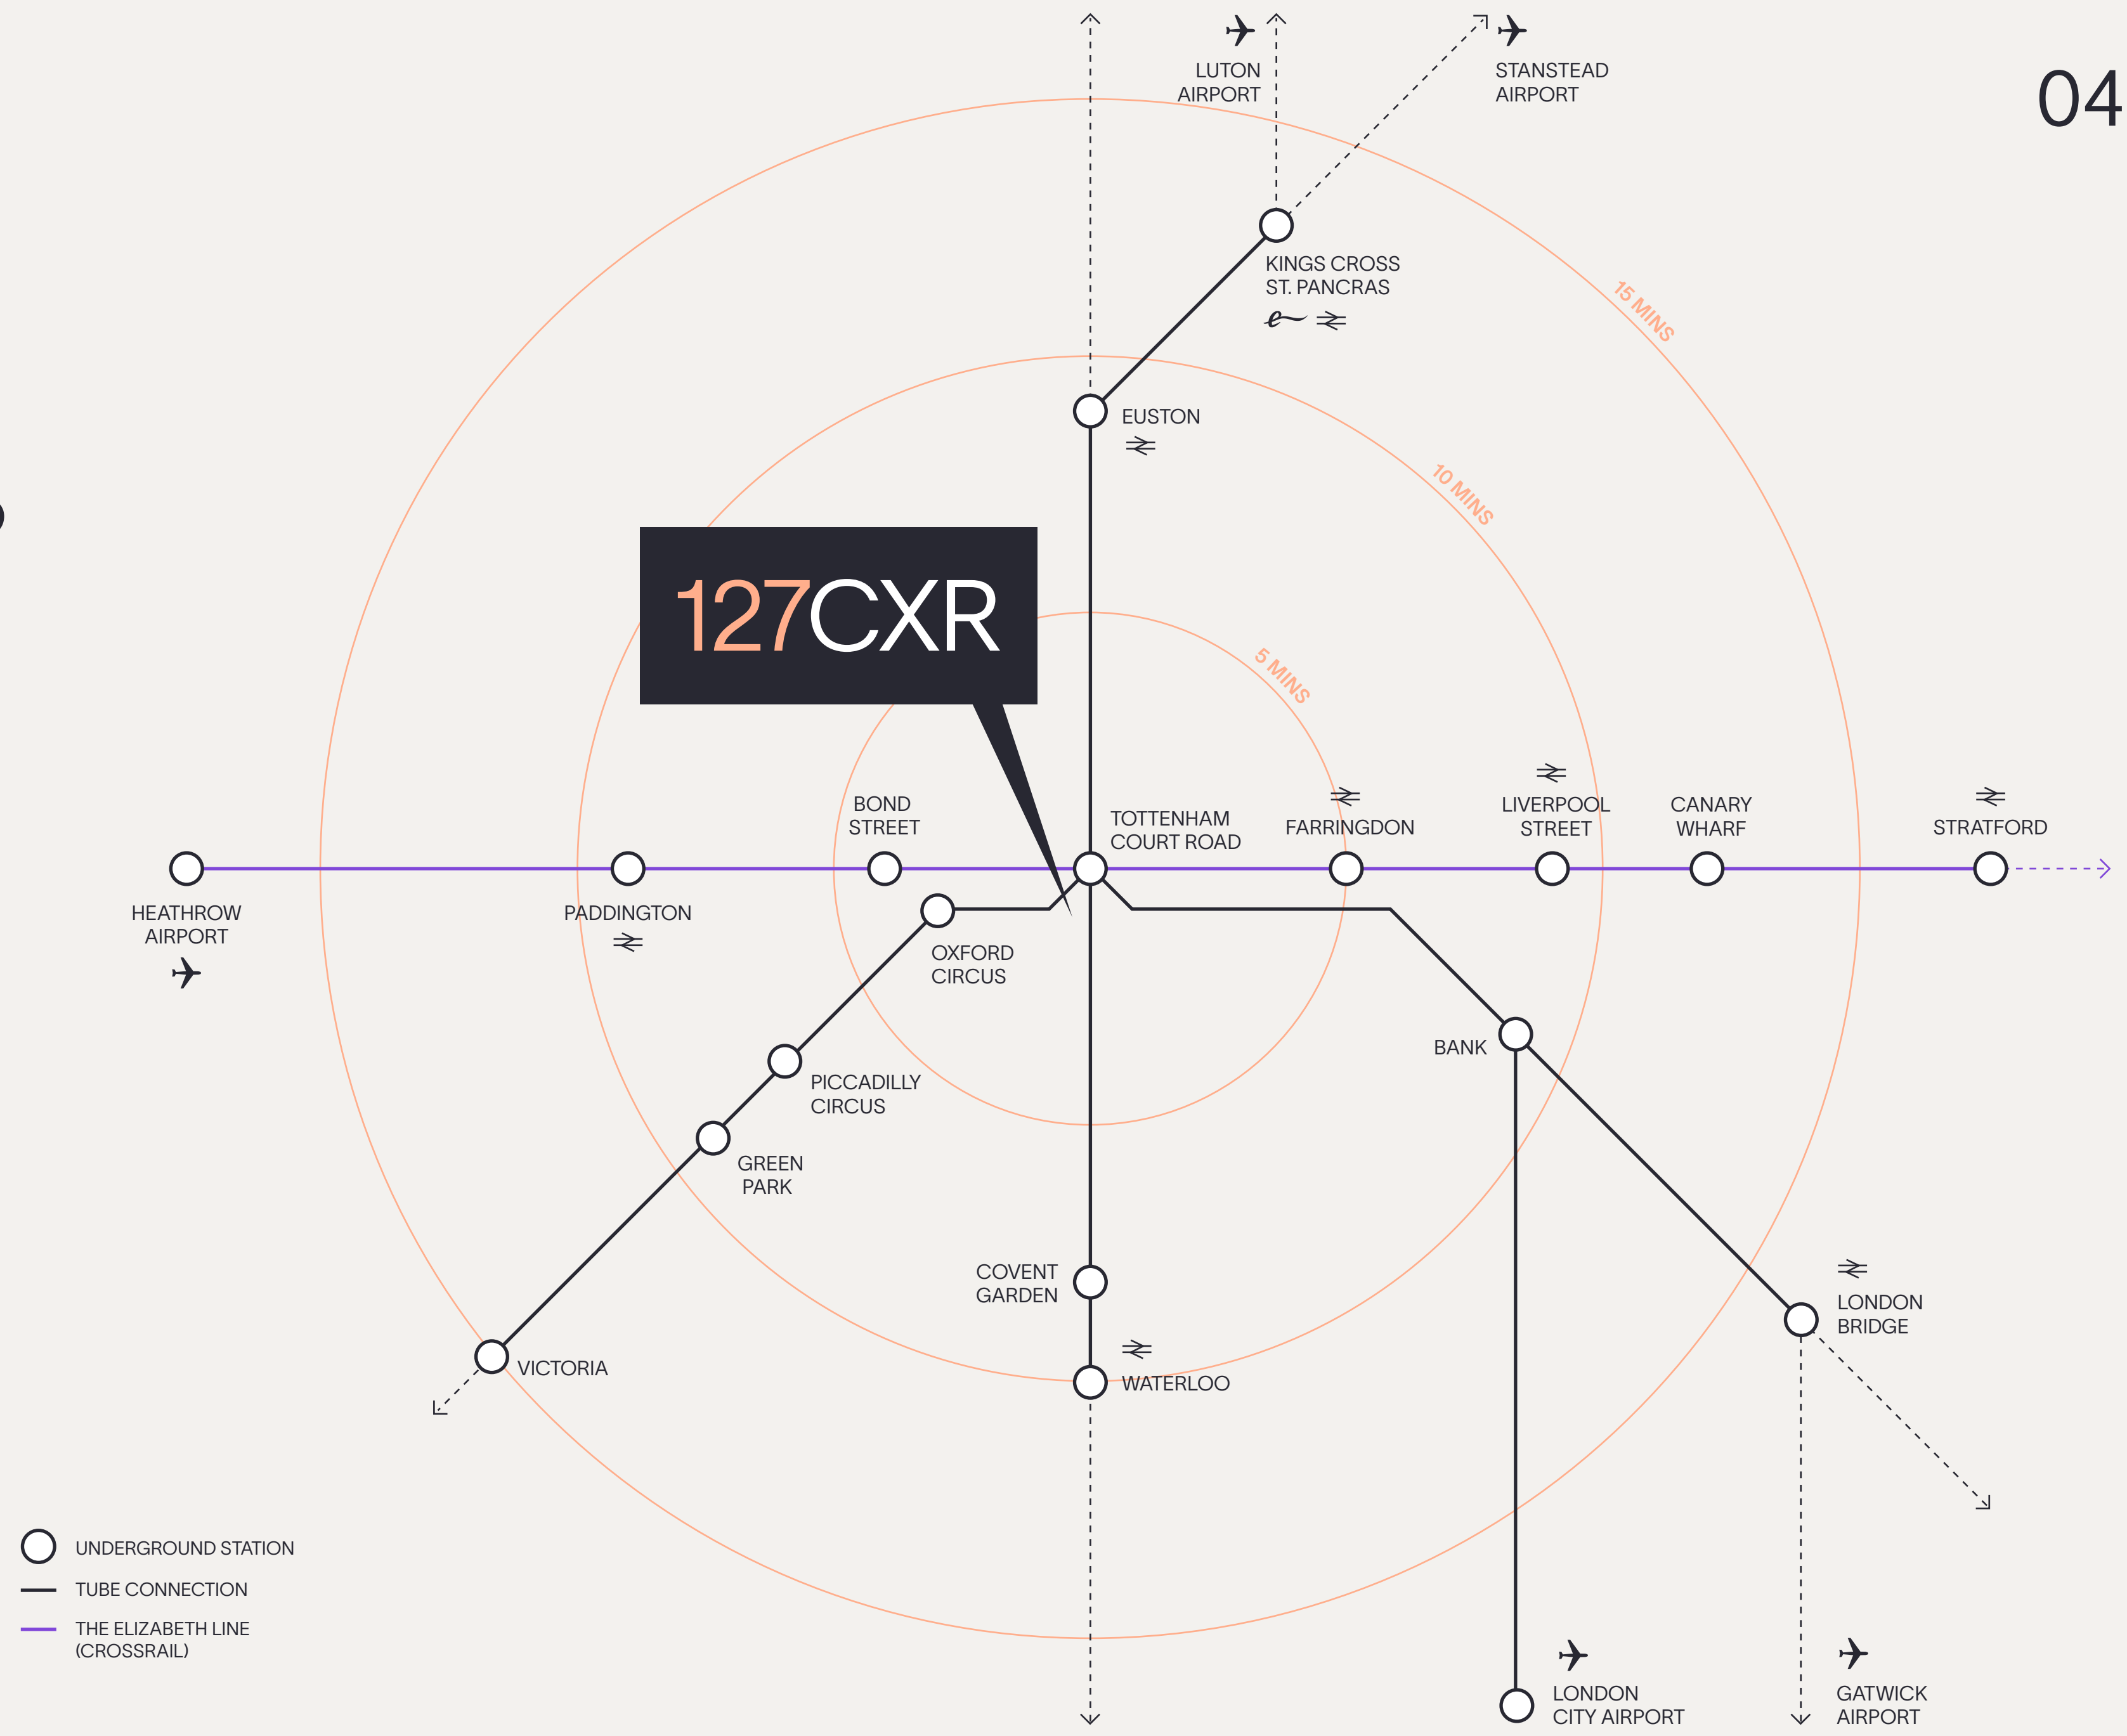 LUTON
AIRPORT
STANSTEAD
AIRPORT
04
KINGS CROSS
ST. PANCRAS
15 MINS
EUSTON
10 MINS
127CXR
5 MINS
BOND
STREET
TOTTENHAM
COURT ROAD
FARRINGDON
LIVERPOOL
STREET
CANARY
WHARF
STRATFORD
HEATHROW
AIRPORT
PADDINGTON
OXFORD
CIRCUS
BANK
PICCADILLY
CIRCUS
GREEN
PARK
COVENT
GARDEN
LONDON
BRIDGE
VICTORIA
WATERLOO
UNDERGROUND STATION
TUBE CONNECTION
THE ELIZABETH LINE
(CROSSRAIL)
LONDON
CITY AIRPORT
GATWICK
AIRPORT